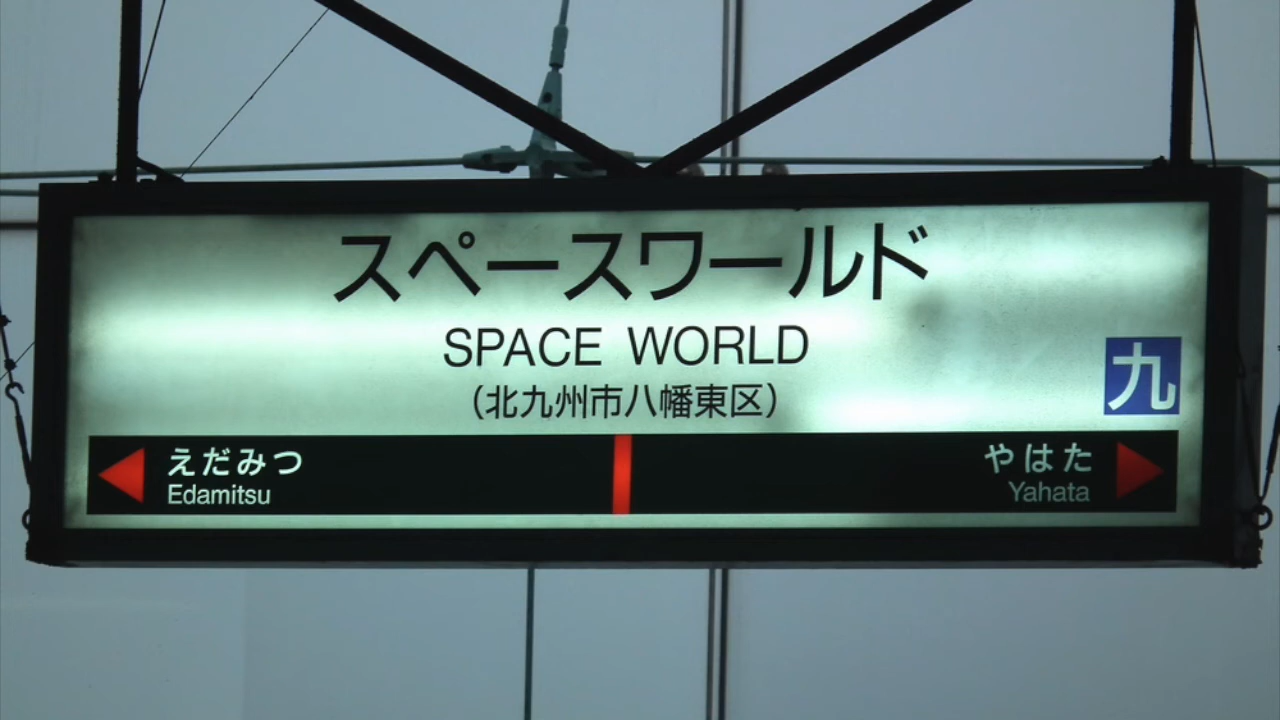 スペースワールド
SPACE WORLD
(北九州市八幡東区)
九
えだみつ
Edamitsu
やはた
Yahata